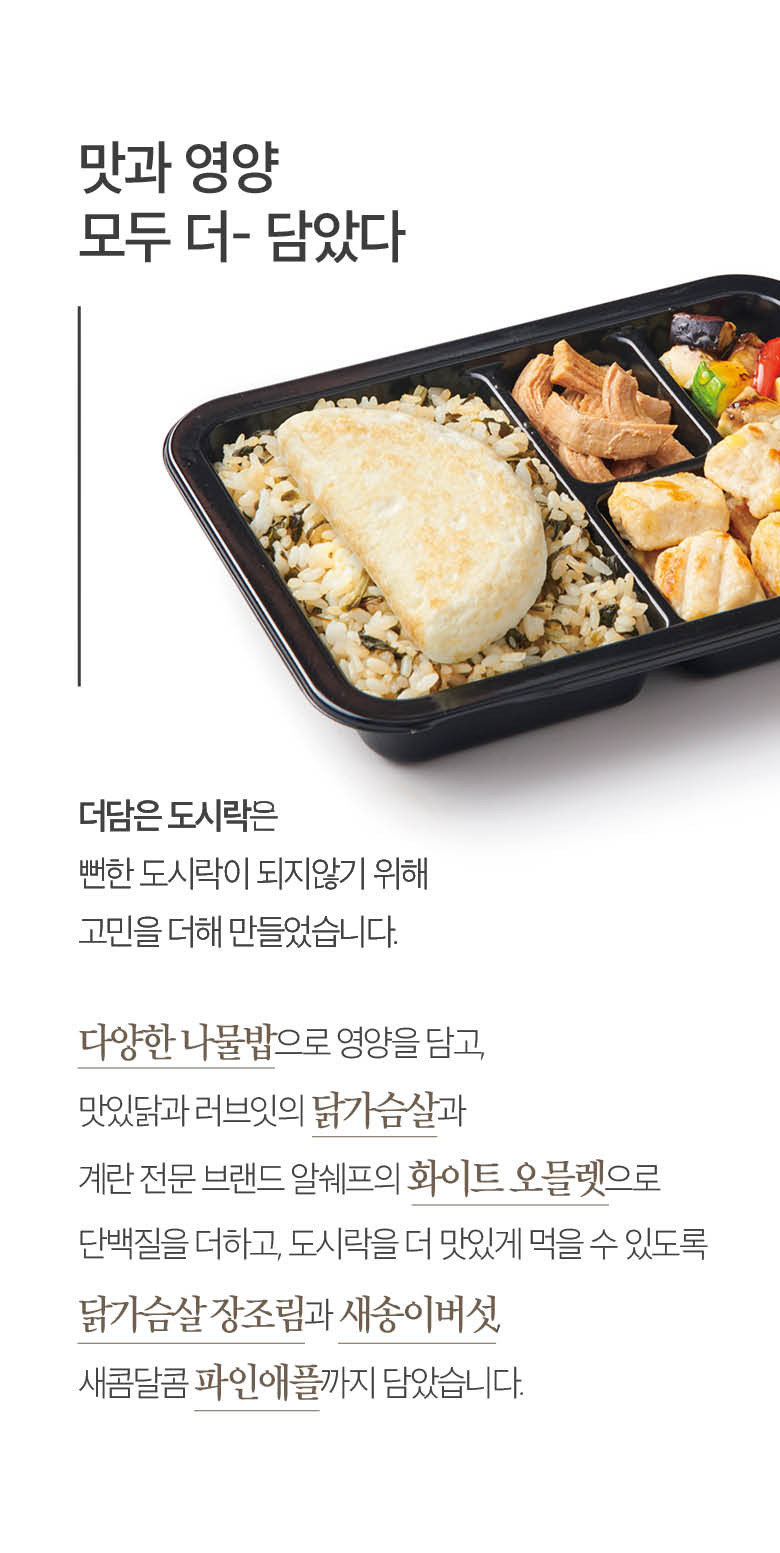 맛과 영양
모두 더- 담았다
더담은 도시락은
뻔한 도시락이 되지않기 위해
고민을 더해 만들었습니다.
다양한 나물밥으로 영양을 담고,
맛있닭과 러브잇의 닭가슴살과
계란 전문 브랜드 알쉐프의 화이트 오믈렛으로
단백질을 더하고, 도시락을 더 맛있게 먹을 수 있도록
닭가슴살 장조림과 새송이버섯,
새콤달콤 파인애플까지 담았습니다.